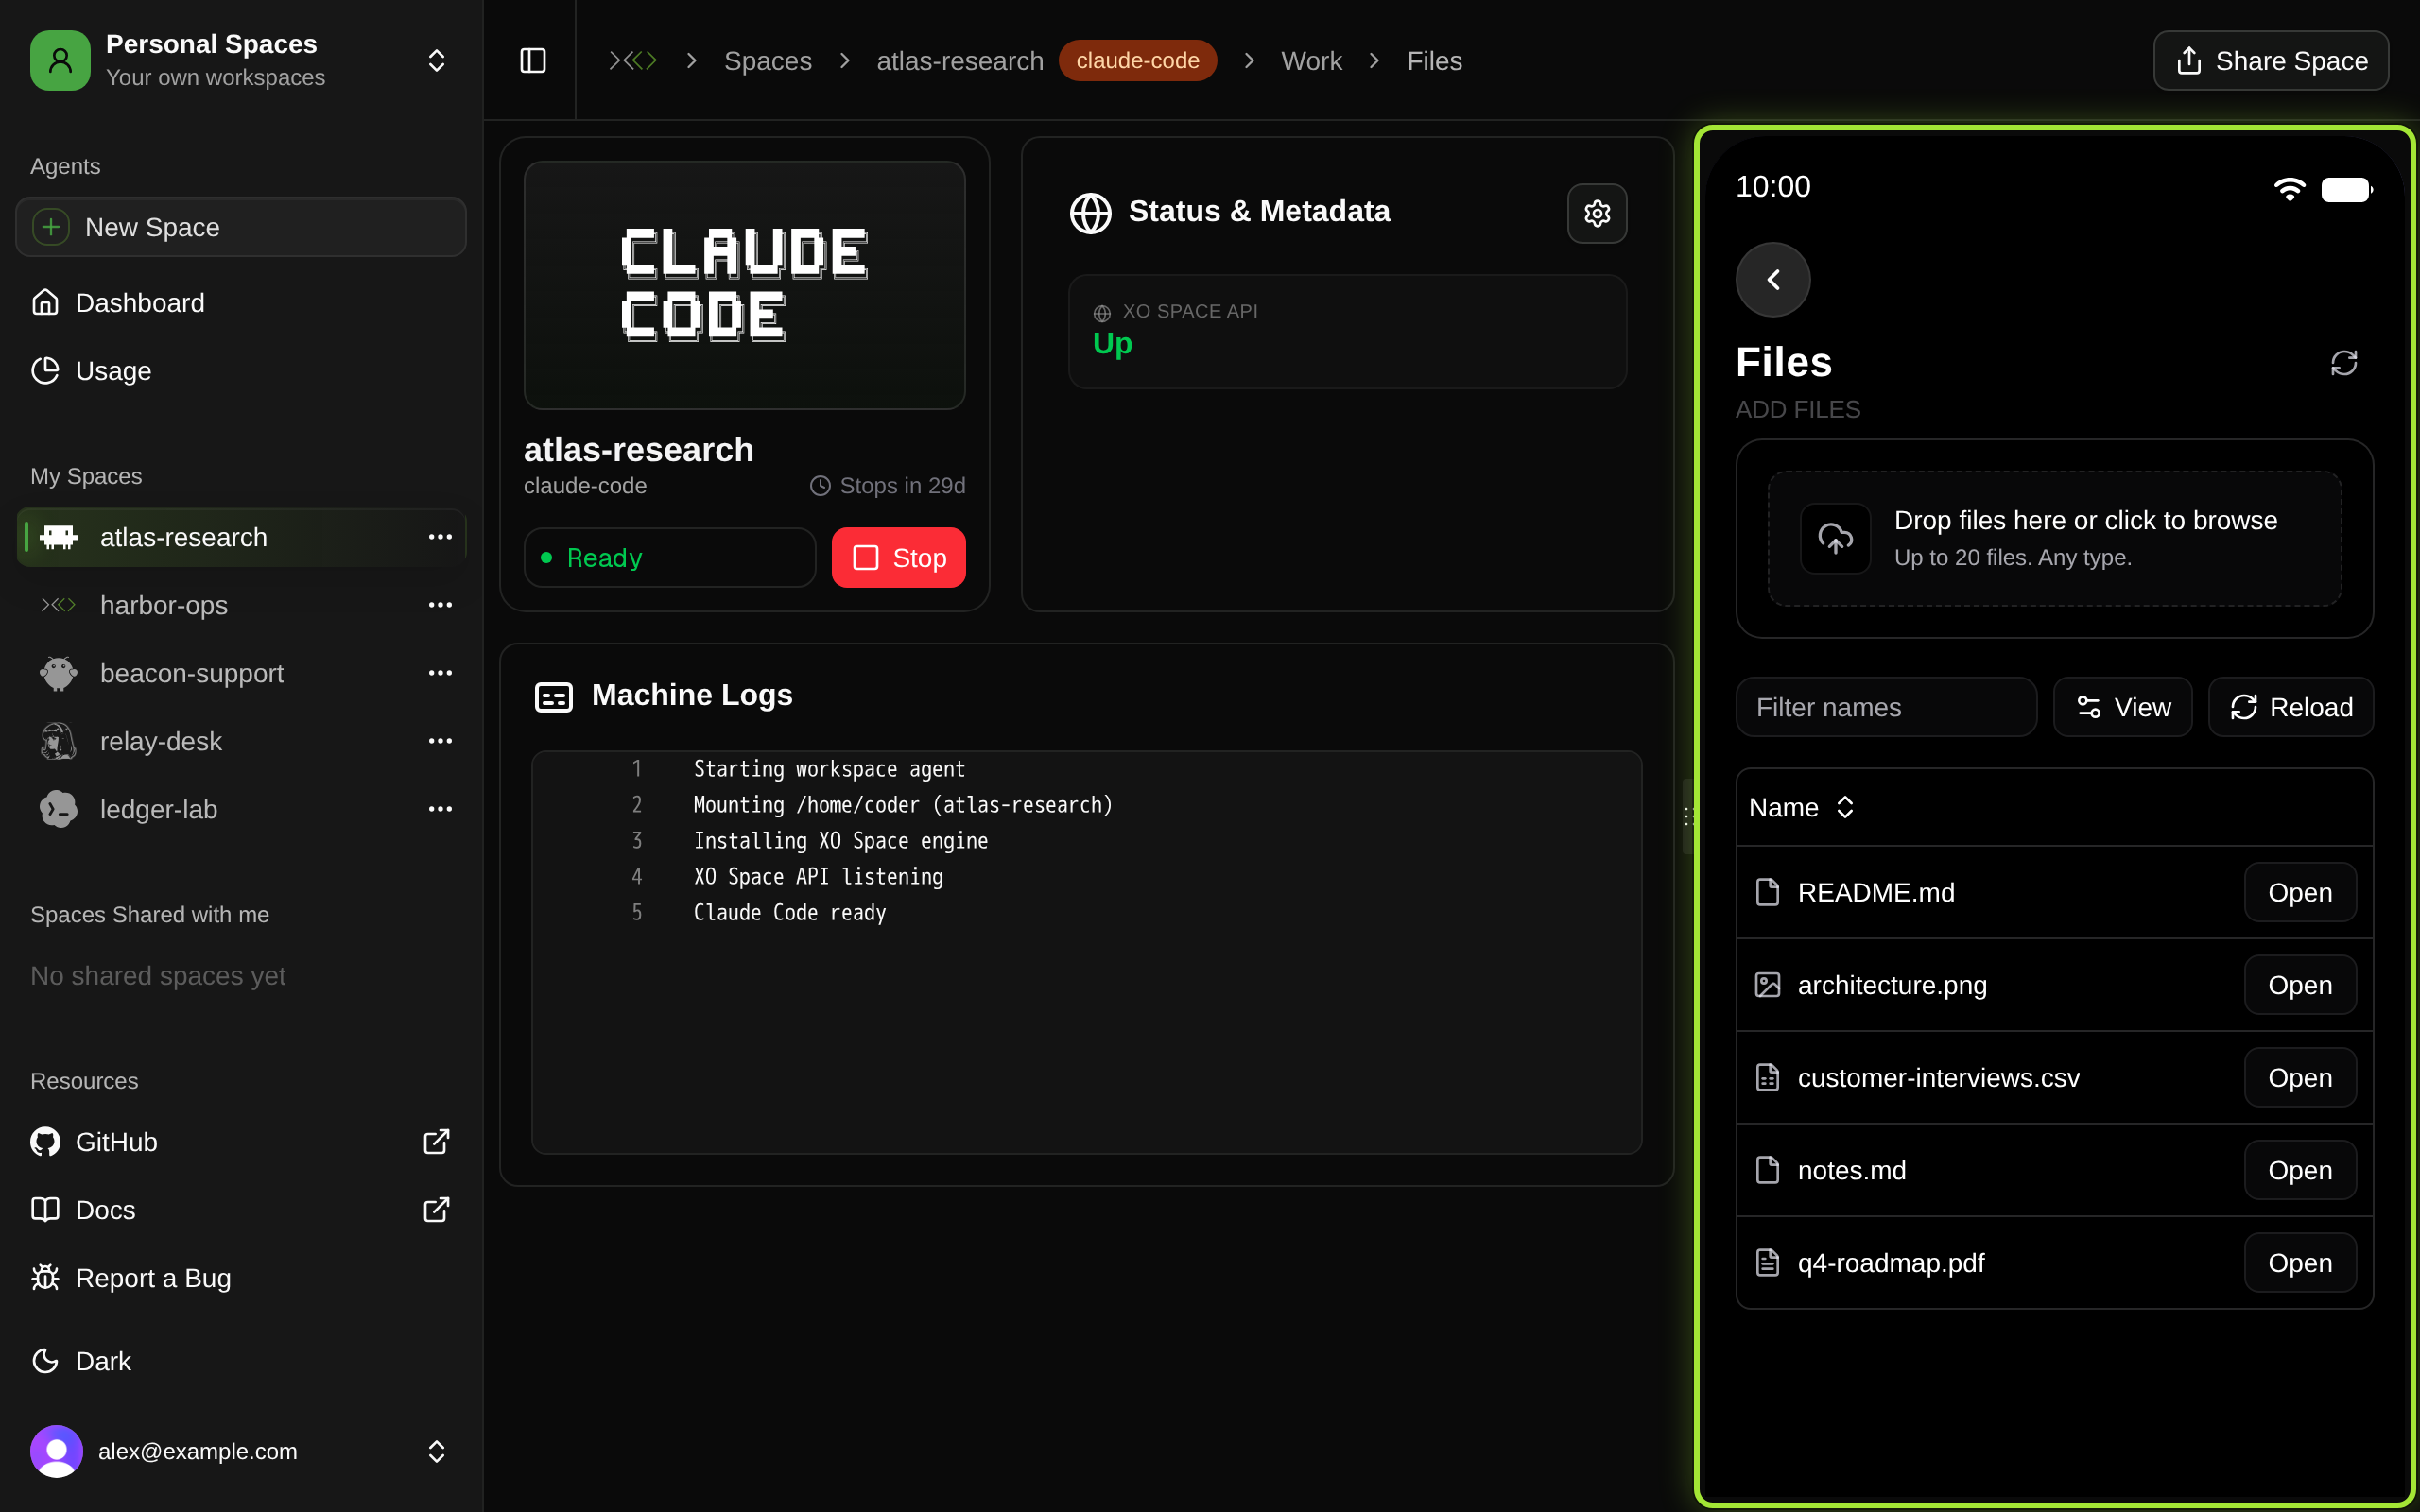 Personal Spaces
Your own workspaces
Agents
New Space
Dashboard
Usage
My Spaces
atlas-research
harbor-ops
beacon-support
relay-desk
ledger-lab
Spaces Shared with me
No shared spaces yet
Resources
GitHub
Docs
Report a Bug
Dark
alex@example.com
Spaces
atlas-research claude-code
Work
Files
Share Space
CLAUDE
CODE
atlas-research
claude-code
Stops in 29d
Ready
Stop
Status & Metadata
XO SPACE API
Up
Machine Logs
1 Starting workspace agent
2 Mounting /home/coder (atlas-research)
3 Installing XO Space engine
4 XO Space API listening
5 Claude Code ready
10:00
Files
ADD FILES
Drop files here or click to browse
Up to 20 files. Any type.
Filter names
View
Reload
Name
README.md Open
architecture.png Open
customer-interviews.csv Open
notes.md Open
q4-roadmap.pdf Open